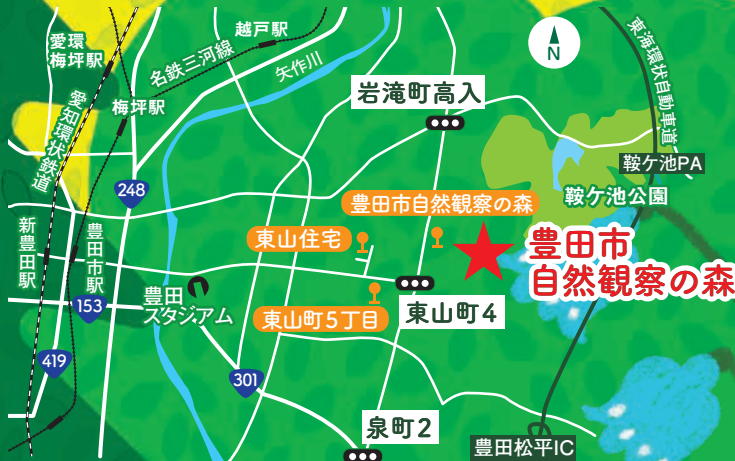 越戸駅
愛環
梅坪駅
名鉄三河線
矢作川
N
東海環状自動車道
梅坪駅
岩滝町高入
愛知環状鉄道
鞍ケ池PA
248
鞍ケ池公園
豊田市自然観察の森
東山住宅
豊田市
自然観察の森
新豊田駅
豊田市駅
153
豊田
スタジアム
東山町5丁目
東山町4
419
301
泉町2
豊田松平IC